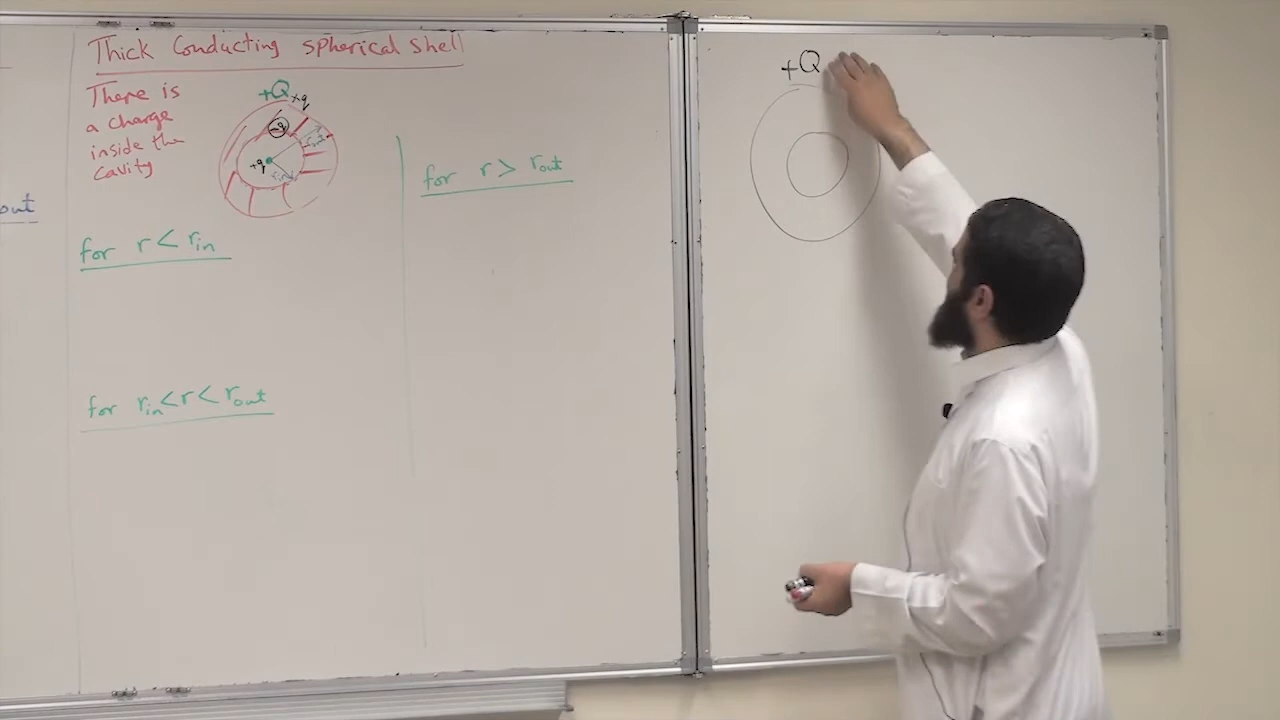 Thick Conducting spherical shell
There is
a charge
inside the
cavity
+Q
+q
-q
+q
for r < r_in
for r_in < r < r_out
for r > r_out
out
+Q